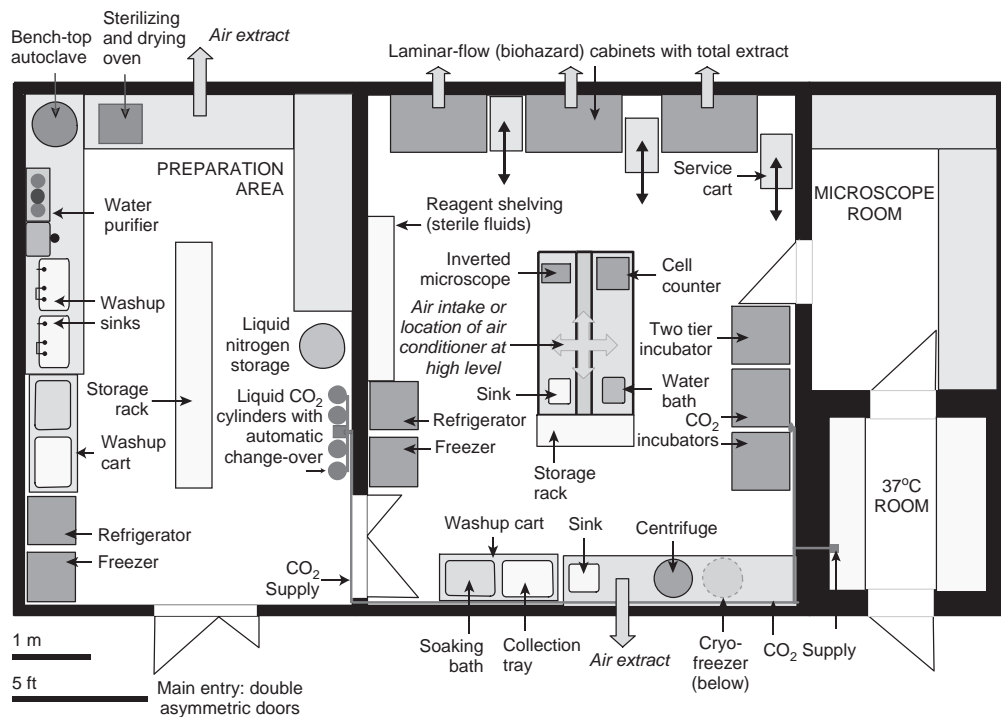 Bench-top
autoclave
Sterilizing
and drying
oven
Air extract
Laminar-flow (biohazard) cabinets with total extract
PREPARATION
AREA
Water
purifier
Reagent shelving
(sterile fluids)
Service
cart
MICROSCOPE
ROOM
Inverted
microscope
Cell
counter
Washup
sinks
Air intake or
location of air
conditioner at
high level
Liquid
nitrogen
storage
Two tier
incubator
Storage
rack
Liquid CO2
cylinders with
automatic
change-over
Sink
Water
bath
CO2
incubators
Refrigerator
Washup
cart
Freezer
Storage
rack
37oC
ROOM
Refrigerator
Freezer
Washup cart
Sink
Centrifuge
CO2
Supply
1 m
5 ft
Main entry: double
asymmetric doors
Soaking
bath
Collection
tray
Air extract
Cryo-
freezer
(below)
CO2 Supply